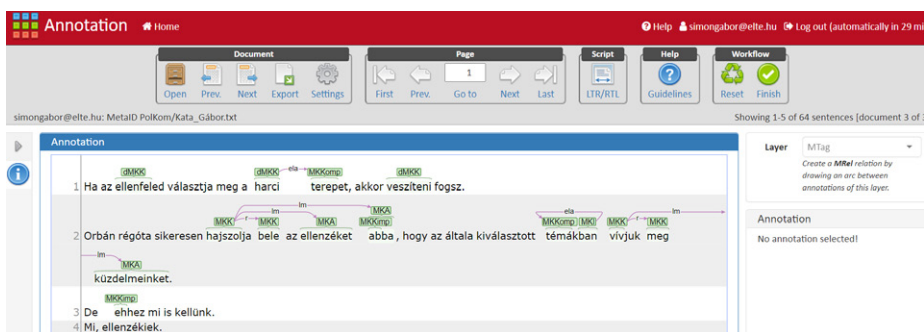 Annotation Home Help simongabor@elte.hu Log out (automatically in 29 mi
Document Page Script Help Workflow
1
Open Prev. Next Export Settings First Prev. Go to Next Last LTR/RTL Guidelines Reset Finish
simongabor@elte.hu: MetaID PolKom/Kata_Gábor.txt Showing 1-5 of 64 sentences [document 3 of 3
Annotation
Layer MTag
Create a MRel relation by
drawing an arc between
annotations of this layer.
Annotation
No annotation selected!
dMKK dMKK ela MKKomp dMKK
1 Ha az ellenfeled választja meg a harci terepet, akkor veszíteni fogsz.
lm
lm MKA
MKK r MKK MKA MKKimp ela MKKomp MKI MKK r MKK lm
2 Orbán régóta sikeresen hajszolja bele az ellenzéket abba , hogy az általa kiválasztott témákban vívjuk meg
lm MKA
küzdelmeinket.
MKKimp
3 De ehhez mi is kellünk.
4 Mi, ellenzékiek.